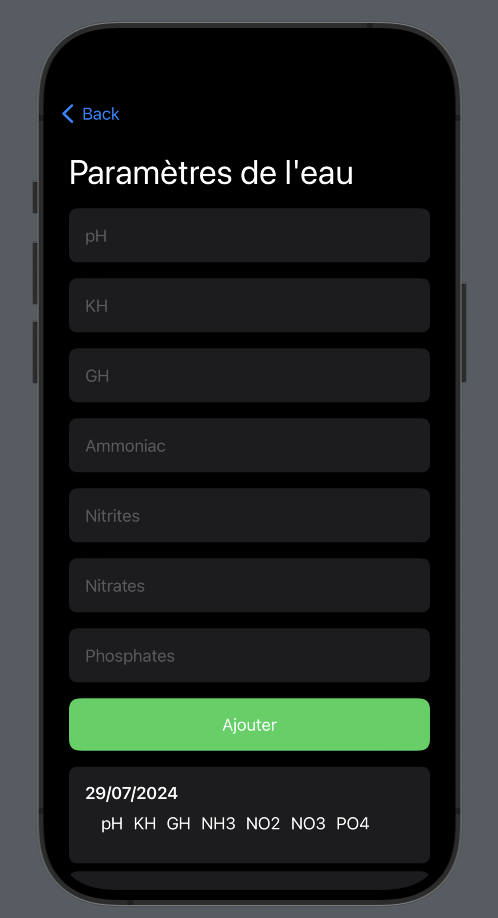 Back
Paramètres de l'eau
pH
KH
GH
Ammoniac
Nitrites
Nitrates
Phosphates
Ajouter
29/07/2024
pH KH GH NH3 NO2 NO3 PO4